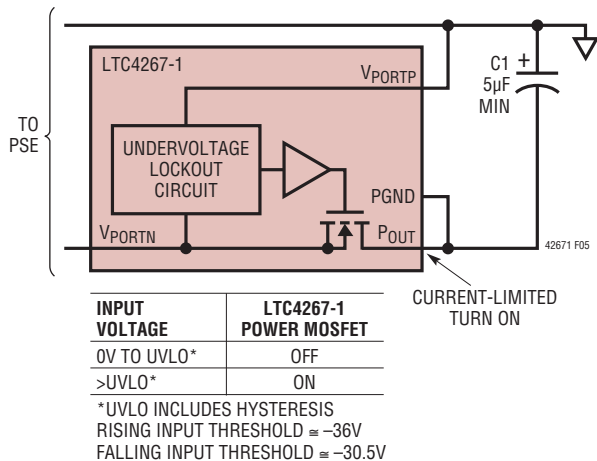 LTC4267-1
VPORTP
C1
+
5µF
MIN
TO
PSE
UNDERVOLTAGE
LOCKOUT
CIRCUIT
PGND
VPORTN
POUT
42671 F05
CURRENT-LIMITED
TURN ON
INPUT VOLTAGE LTC4267-1 POWER MOSFET
0V TO UVLO* OFF
>UVLO* ON
*UVLO INCLUDES HYSTERESIS
RISING INPUT THRESHOLD ≅ –36V
FALLING INPUT THRESHOLD ≅ –30.5V